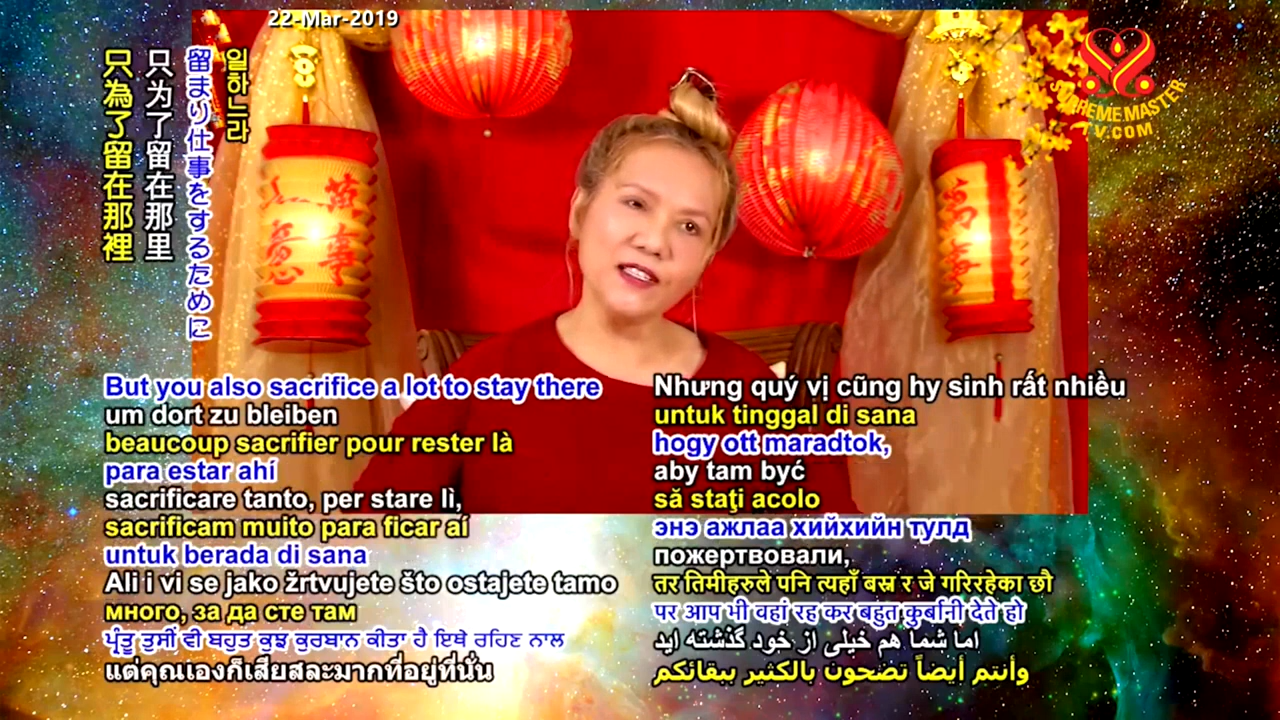 22-Mar-2019
SUPREME MASTER
TV.COM
일하느라
留まり仕事をするために
只为了留在那里
只為了留在那裡
萬事
萬事
But you also sacrifice a lot to stay there
um dort zu bleiben
beaucoup sacrifier pour rester là
para estar ahí
sacrificare tanto, per stare lì,
sacrificam muito para ficar aí
untuk berada di sana
Ali i vi se jako žrtvujete što ostajete tamo
много, за да сте там
ਪ੍ਰੰਤੂ ਤੁਸੀਂ ਵੀ ਬਹੁਤ ਕੁਝ ਕੁਰਬਾਨ ਕੀਤਾ ਹੈ ਇਥੇ ਰਹਿਣ ਨਾਲ
แต่คุณเองก็เสียสละมากที่อยู่ที่นั่น
Nhưng quý vị cũng hy sinh rất nhiều
untuk tinggal di sana
hogy ott maradtok,
aby tam być
să staţi acolo
энэ ажлаа хийхийн тулд
пожертвовали,
तर तिमीहरुले पनि त्यहाँ बस्न र जे गरिरहेका छौ
पर आप भी वहां रह कर बहुत कुर्बानी देते हो
اما شما هم خیلی از خود گذشته اید
وأنتم أيضاً تضحون بالكثير ببقائكم